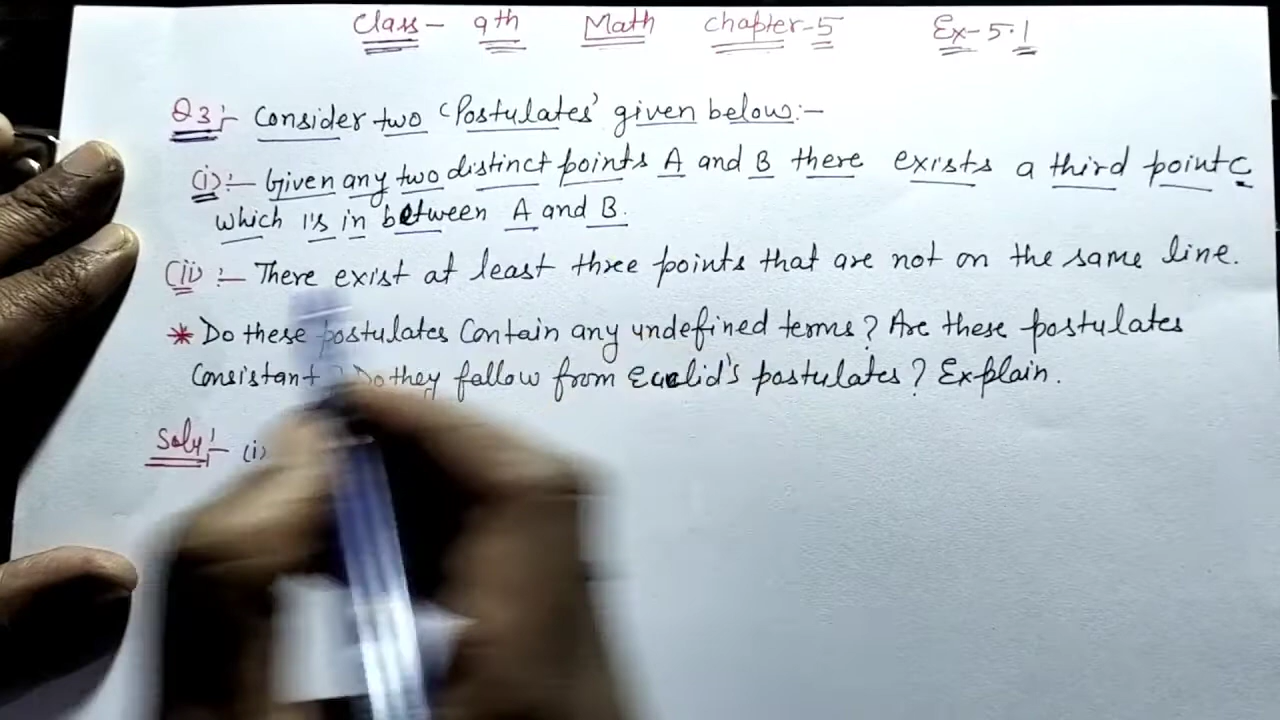 Class- 9th Math chapter-5 Ex-5.1
Q3:- Consider two 'Postulates' given below:-
(i):- Given any two distinct points A and B there exists a third point C
which is in between A and B.
(ii):- There exist at least three points that are not on the same line.
* Do these postulates Contain any undefined terms? Are these postulates
Consistant? Do they fallow from Euclid's postulates? Explain.
Soly:- (i)